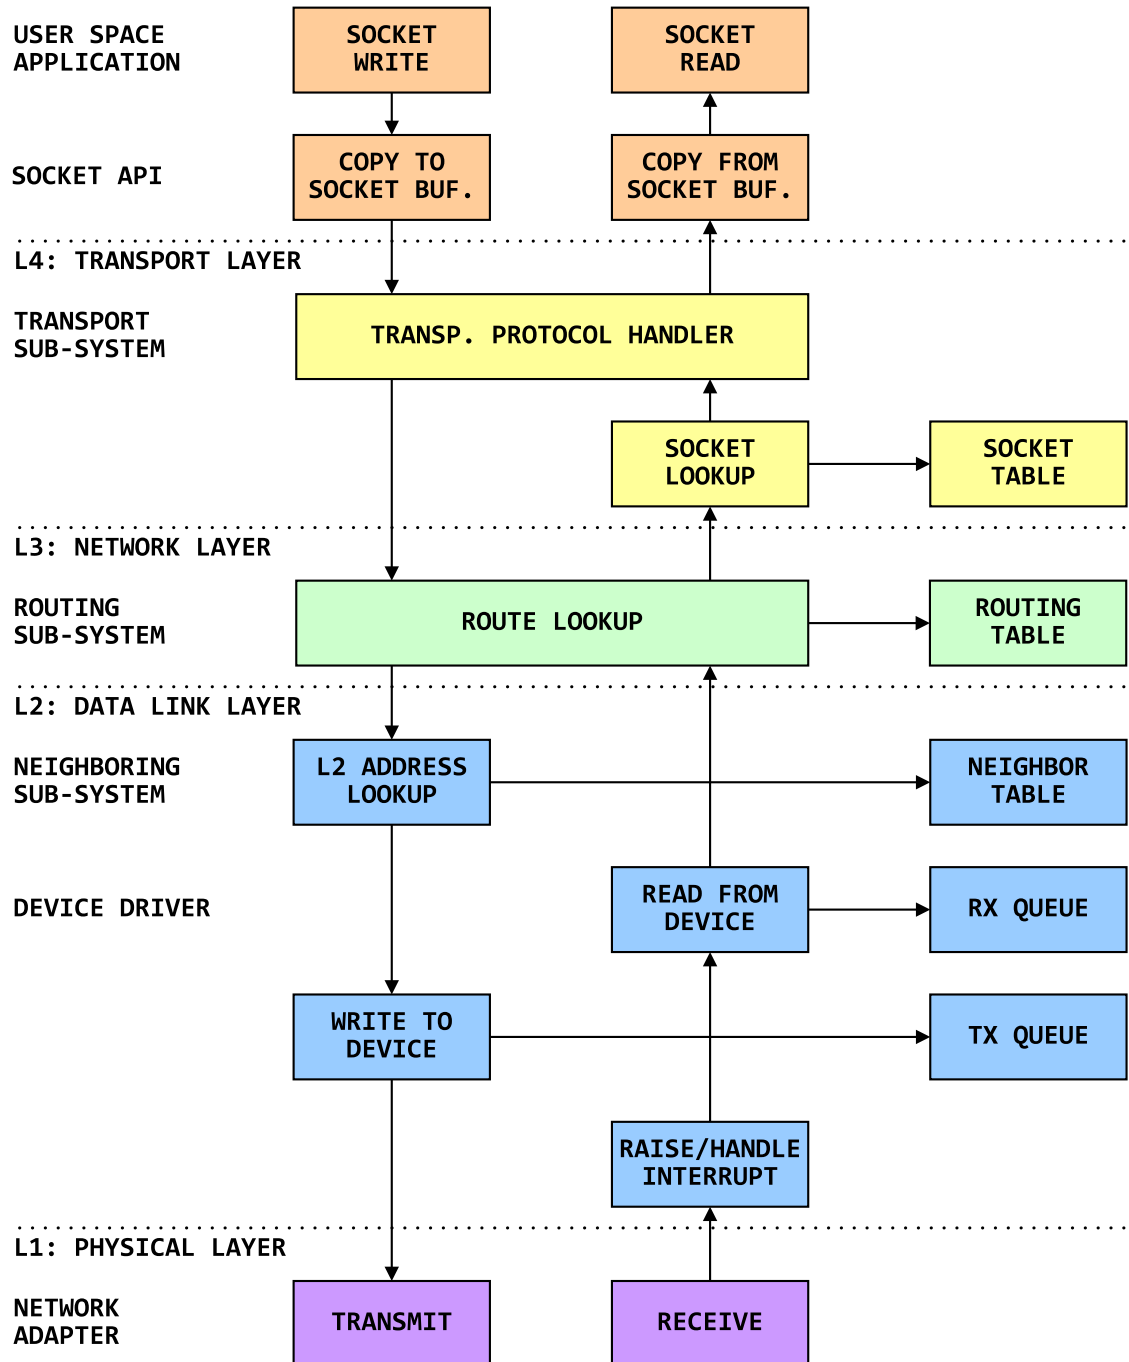 USER SPACE
APPLICATION
SOCKET
WRITE
SOCKET
READ
SOCKET API
COPY TO
SOCKET BUF.
COPY FROM
SOCKET BUF.
L4: TRANSPORT LAYER
TRANSPORT
SUB-SYSTEM
TRANSP. PROTOCOL HANDLER
SOCKET
LOOKUP
SOCKET
TABLE
L3: NETWORK LAYER
ROUTING
SUB-SYSTEM
ROUTE LOOKUP
ROUTING
TABLE
L2: DATA LINK LAYER
NEIGHBORING
SUB-SYSTEM
L2 ADDRESS
LOOKUP
NEIGHBOR
TABLE
DEVICE DRIVER
READ FROM
DEVICE
RX QUEUE
WRITE TO
DEVICE
TX QUEUE
RAISE/HANDLE
INTERRUPT
L1: PHYSICAL LAYER
NETWORK
ADAPTER
TRANSMIT
RECEIVE